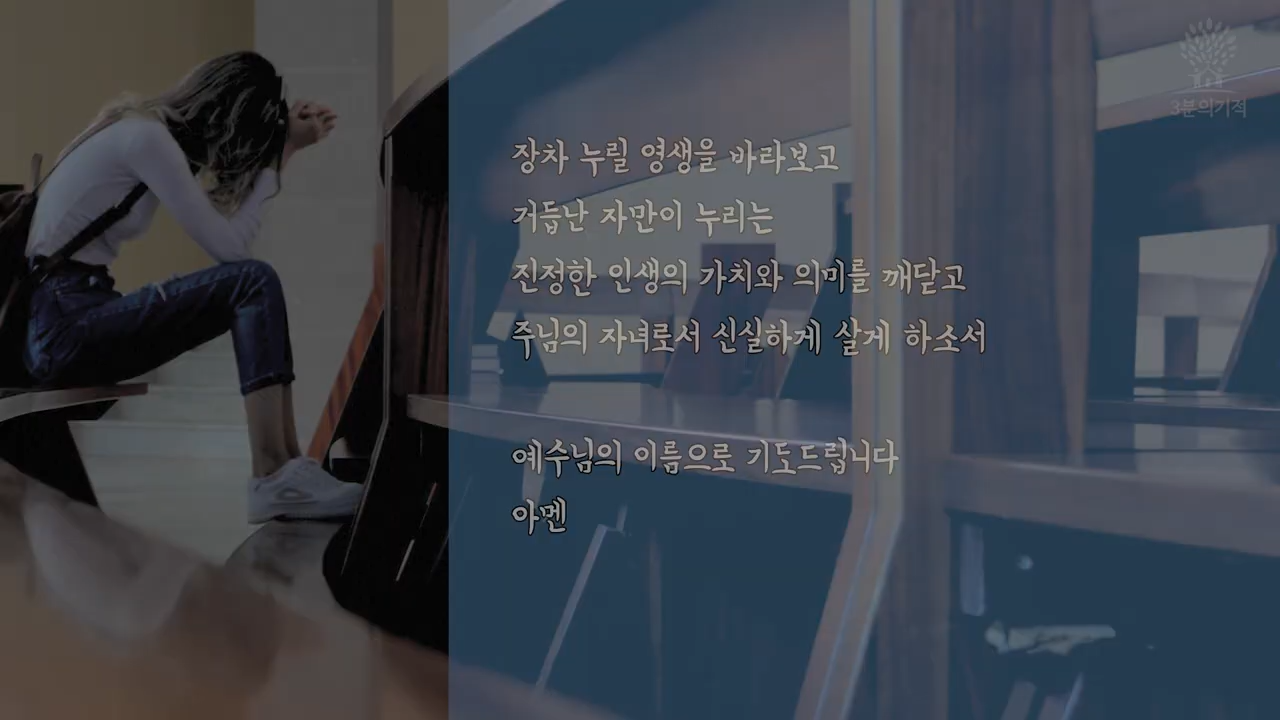 3분의기적
장차 누릴 영생을 바라보고
거듭난 자만이 누리는
진정한 인생의 가치와 의미를 깨닫고
주님의 자녀로서 신실하게 살게 하소서
예수님의 이름으로 기도드립니다
아멘